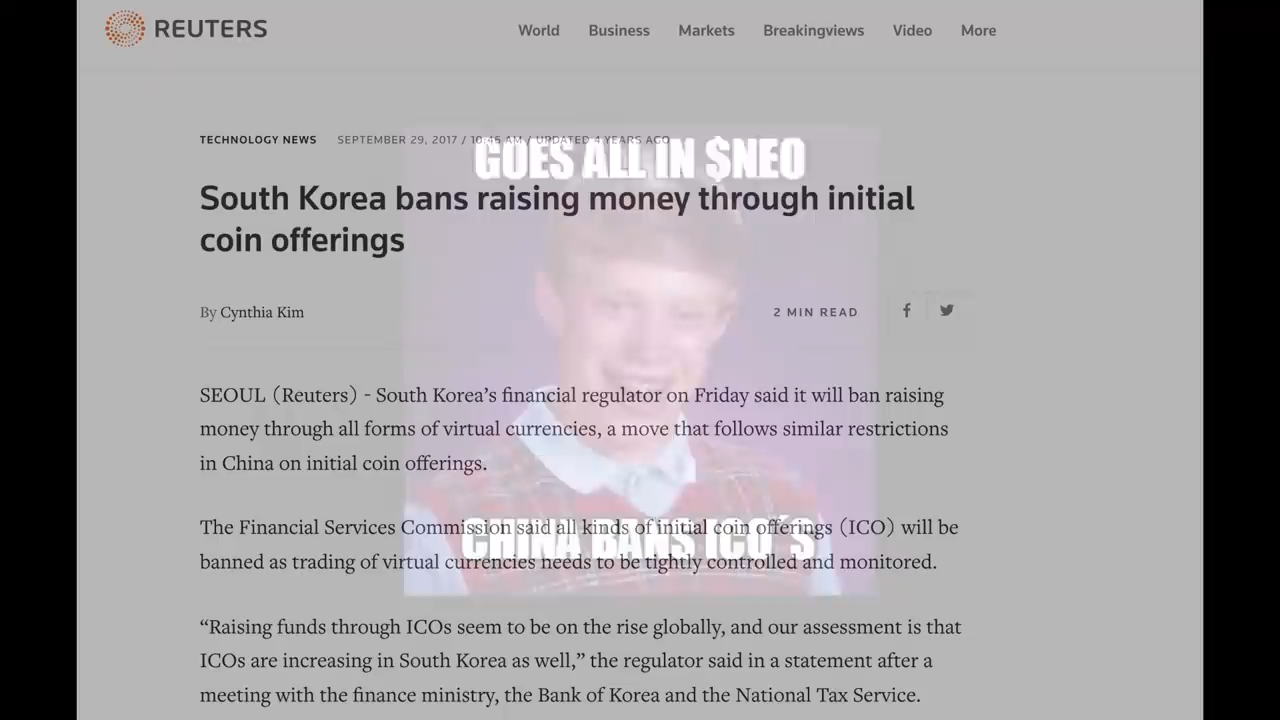 REUTERS
World Business Markets Breakingviews Video More
TECHNOLOGY NEWS SEPTEMBER 29, 2017 / 10:46 AM / UPDATED 4 YEARS AGO
GOES ALL IN $NEO
South Korea bans raising money through initial
coin offerings
By Cynthia Kim
2 MIN READ
SEOUL (Reuters) - South Korea’s financial regulator on Friday said it will ban raising
money through all forms of virtual currencies, a move that follows similar restrictions
in China on initial coin offerings.
The Financial Services Commission said all kinds of initial coin offerings (ICO) will be
CHINA BANS ICO´S
banned as trading of virtual currencies needs to be tightly controlled and monitored.
“Raising funds through ICOs seem to be on the rise globally, and our assessment is that
ICOs are increasing in South Korea as well,” the regulator said in a statement after a
meeting with the finance ministry, the Bank of Korea and the National Tax Service.